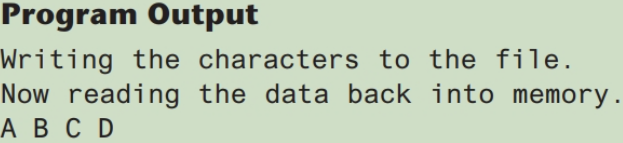 Program Output
Writing the characters to the file.
Now reading the data back into memory.
A B C D